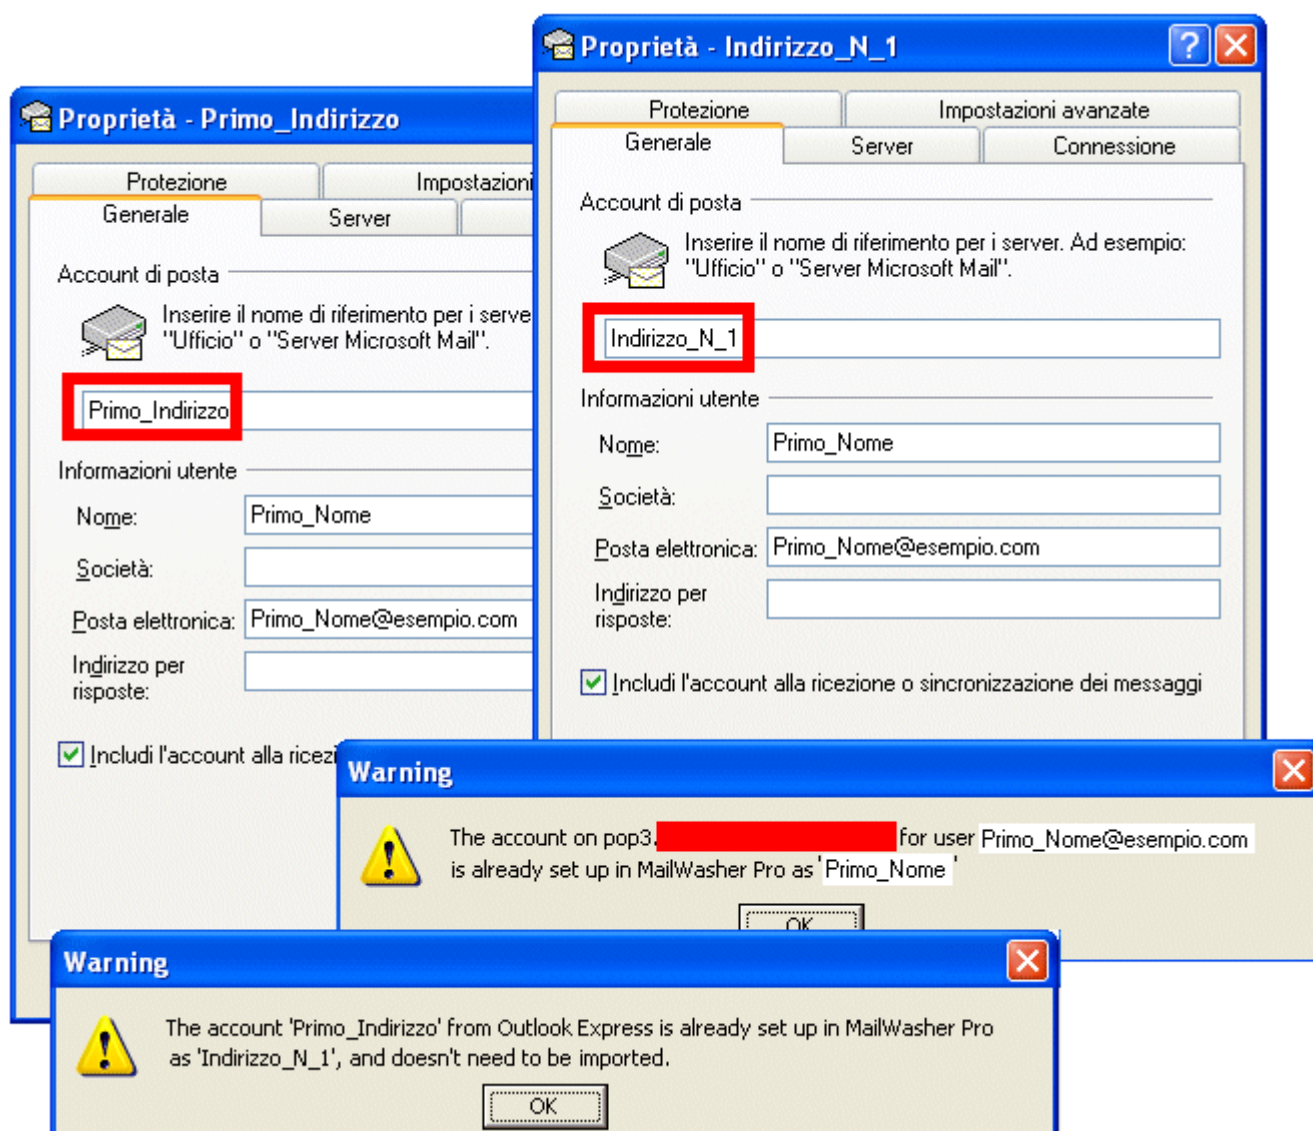 Proprietà - Primo_Indirizzo
Protezione
Impostazioni
Generale
Server
Account di posta
Inserire il nome di riferimento per i serve
"Ufficio" o "Server Microsoft Mail".
Primo_Indirizzo
Informazioni utente
Nome:
Primo_Nome
Società:
Posta elettronica:
Primo_Nome@esempio.com
Indirizzo per
risposte:
Includi l'account alla ricezi
Proprietà - Indirizzo_N_1
Protezione
Impostazioni avanzate
Generale
Server
Connessione
Account di posta
Inserire il nome di riferimento per i server. Ad esempio:
"Ufficio" o "Server Microsoft Mail".
Indirizzo_N_1
Informazioni utente
Nome:
Primo_Nome
Società:
Posta elettronica:
Primo_Nome@esempio.com
Indirizzo per
risposte:
Includi l'account alla ricezione o sincronizzazione dei messaggi
Warning
The account on pop3. for user Primo_Nome@esempio.com
is already set up in MailWasher Pro as 'Primo_Nome'
OK
Warning
The account 'Primo_Indirizzo' from Outlook Express is already set up in MailWasher Pro
as 'Indirizzo_N_1', and doesn't need to be imported.
OK